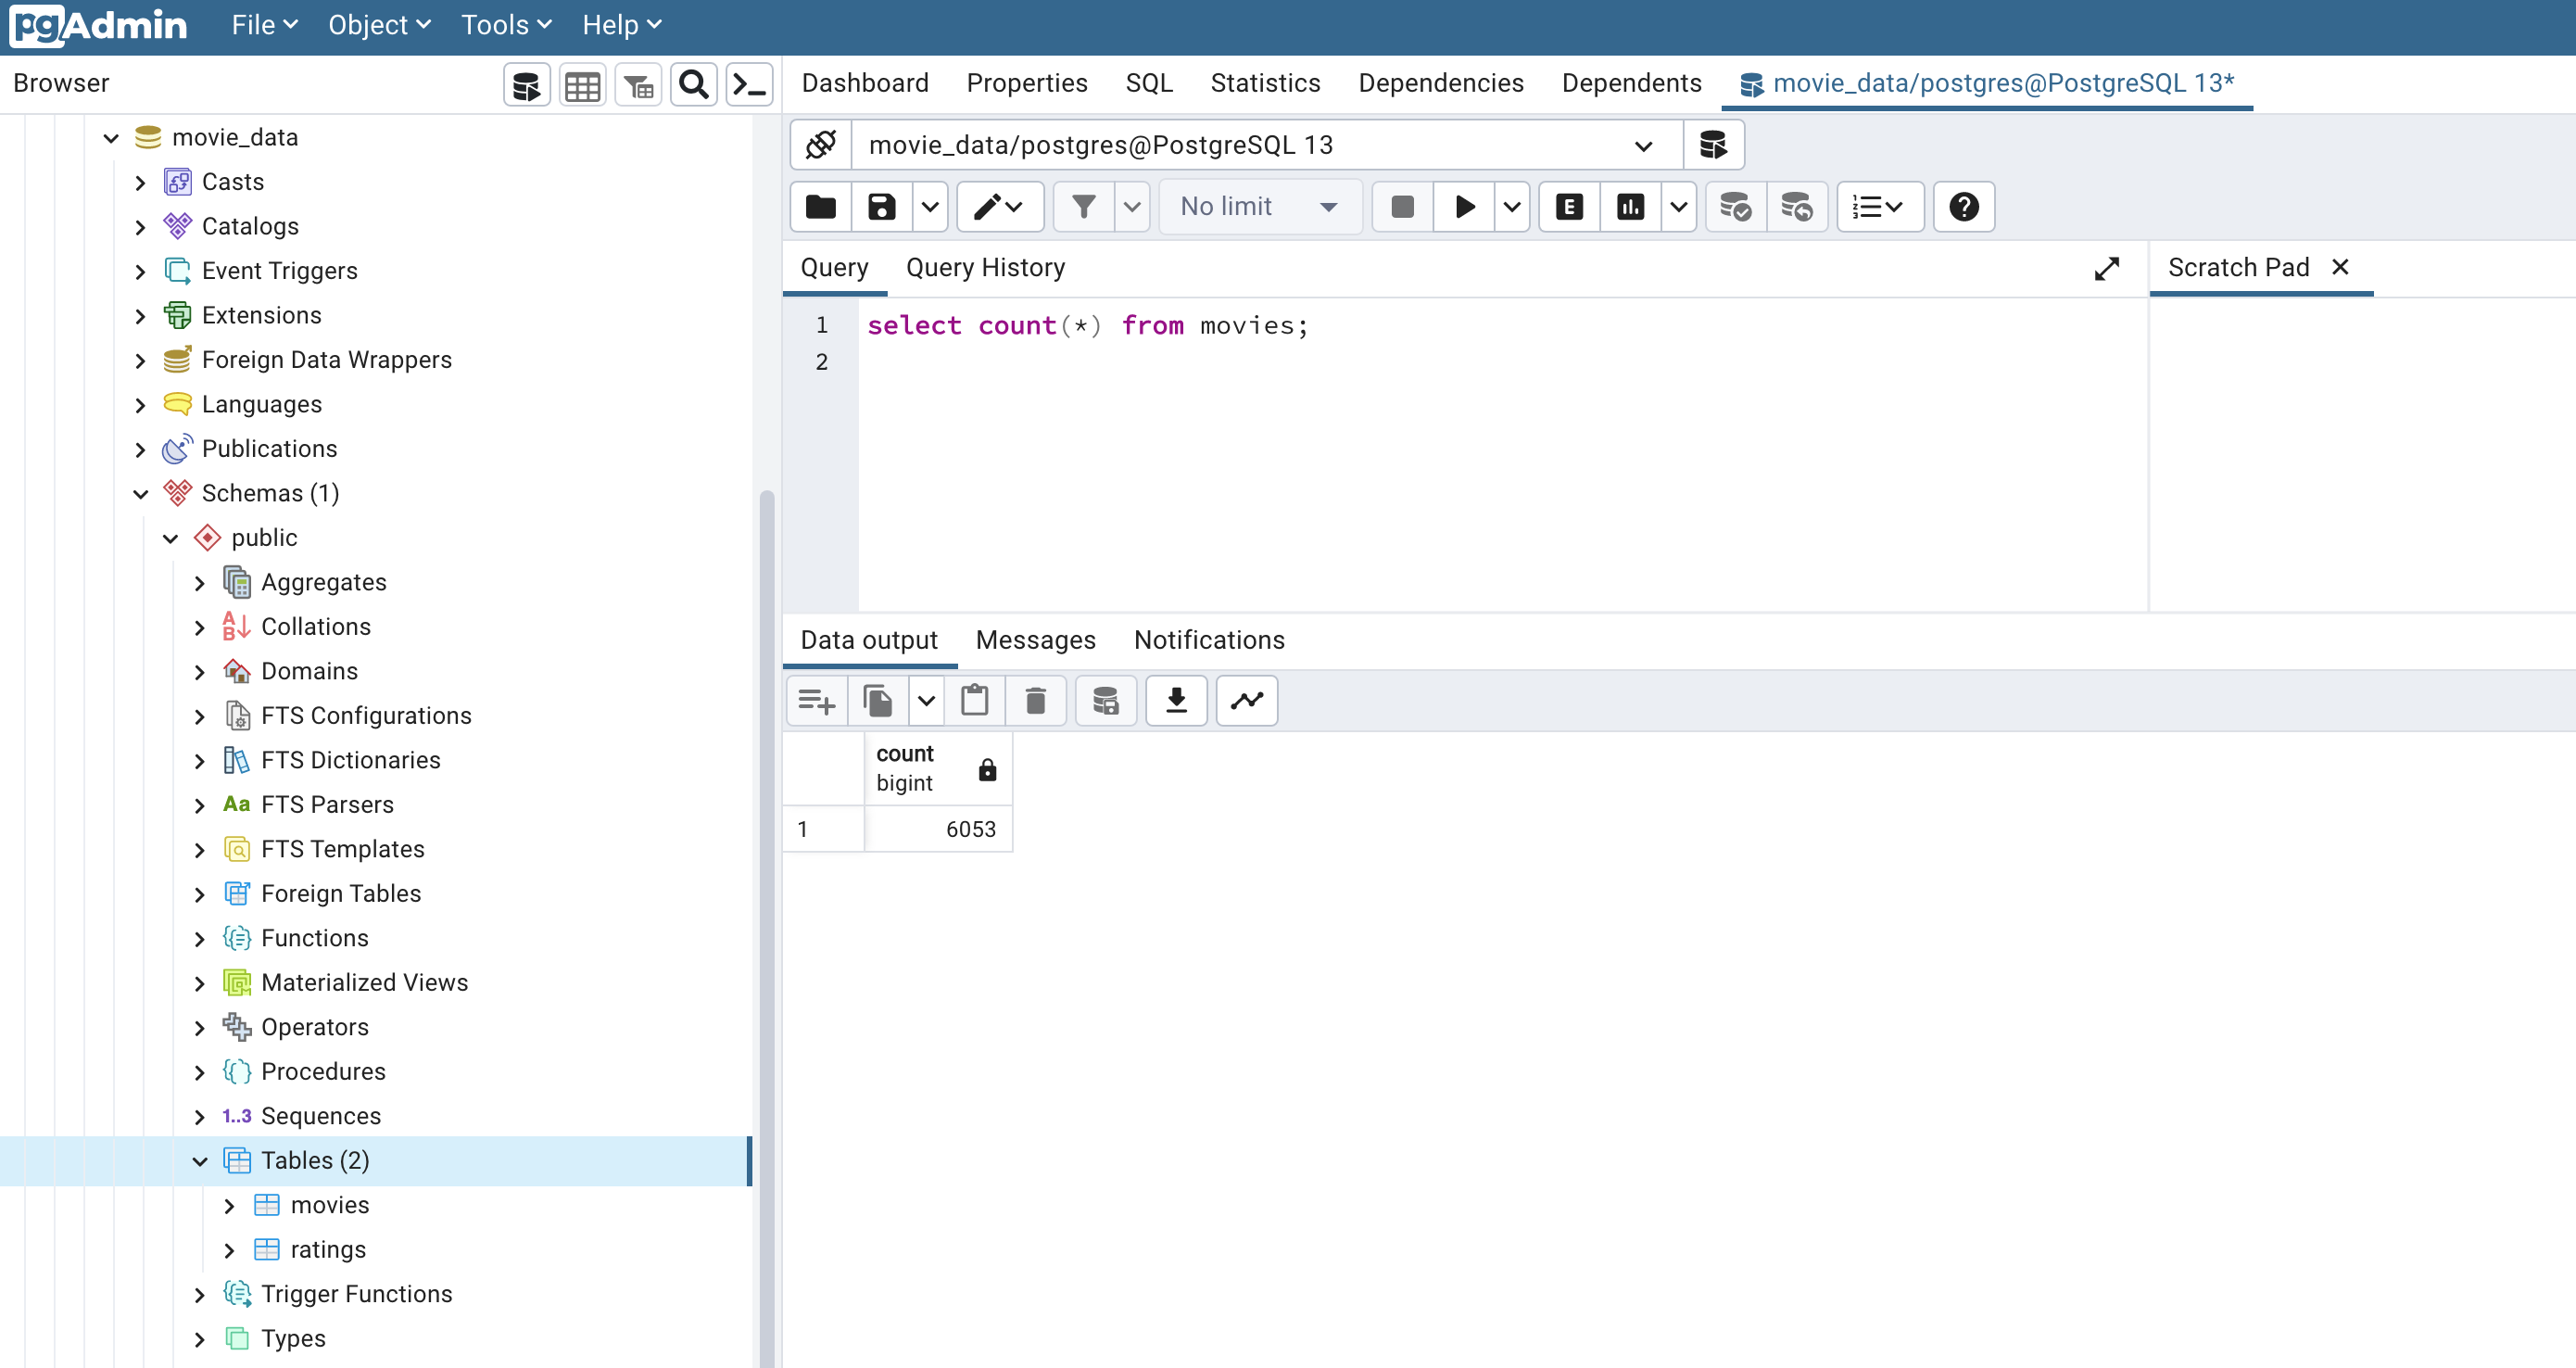 pgAdmin File Object Tools Help
Browser
Dashboard Properties SQL Statistics Dependencies Dependents movie_data/postgres@PostgreSQL 13*
movie_data
Casts
Catalogs
Event Triggers
Extensions
Foreign Data Wrappers
Languages
Publications
Schemas (1)
public
Aggregates
Collations
Domains
FTS Configurations
FTS Dictionaries
Aa FTS Parsers
FTS Templates
Foreign Tables
Functions
Materialized Views
Operators
Procedures
1..3 Sequences
Tables (2)
movies
ratings
Trigger Functions
Types
movie_data/postgres@PostgreSQL 13
No limit
Query Query History
Scratch Pad
1 select count(*) from movies;
2
Data output Messages Notifications
count
bigint
1 6053